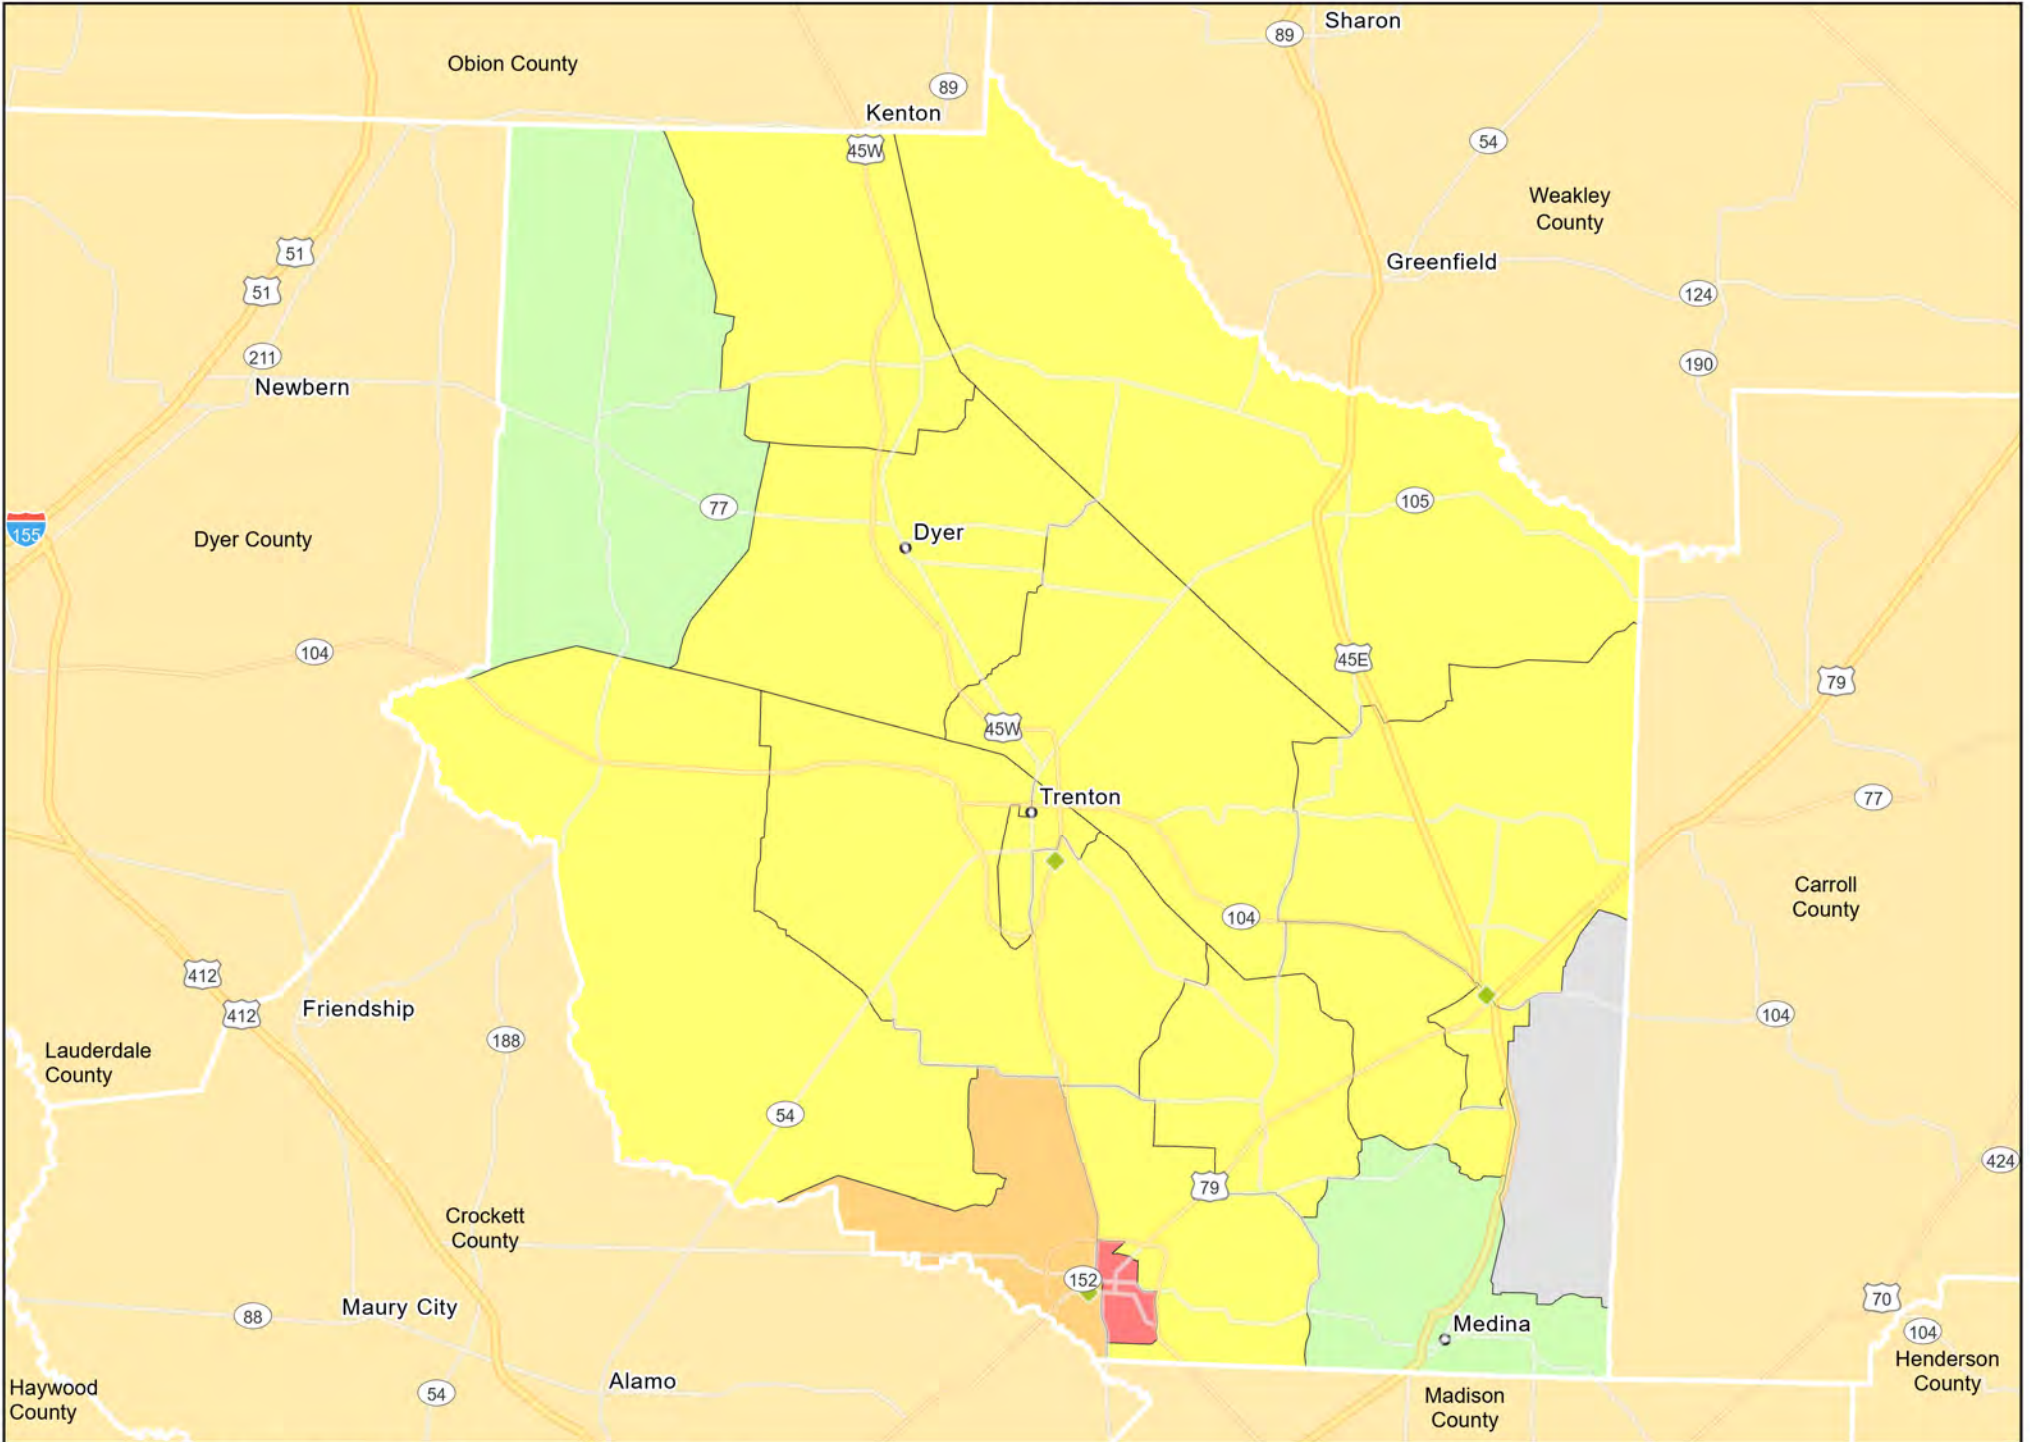 Sharon
89
Obion County
89
Kenton
45W
54
Weakley
County
51
Greenfield
51
124
211
190
Newbern
105
77
155
Dyer
Dyer County
104
45E
79
45W
Trenton
77
Carroll
County
104
412
Friendship
412
104
188
Lauderdale
County
54
424
79
Crockett
County
152
70
Maury City
88
Medina
104
Henderson
County
Alamo
Haywood
County
54
Madison
County